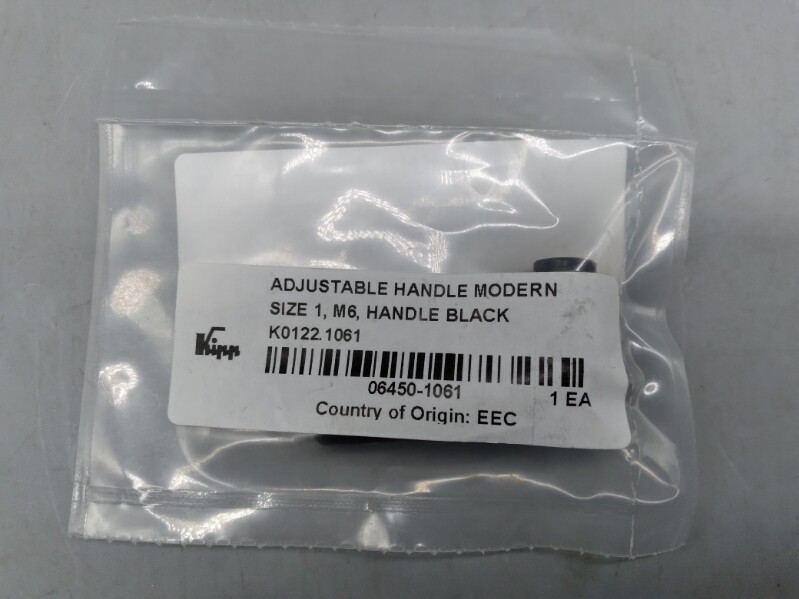 ADJUSTABLE HANDLE MODERN
SIZE 1, M6, HANDLE BLACK
K0122.1061
Kipp
06450-1061
1 EA
Country of Origin: EEC